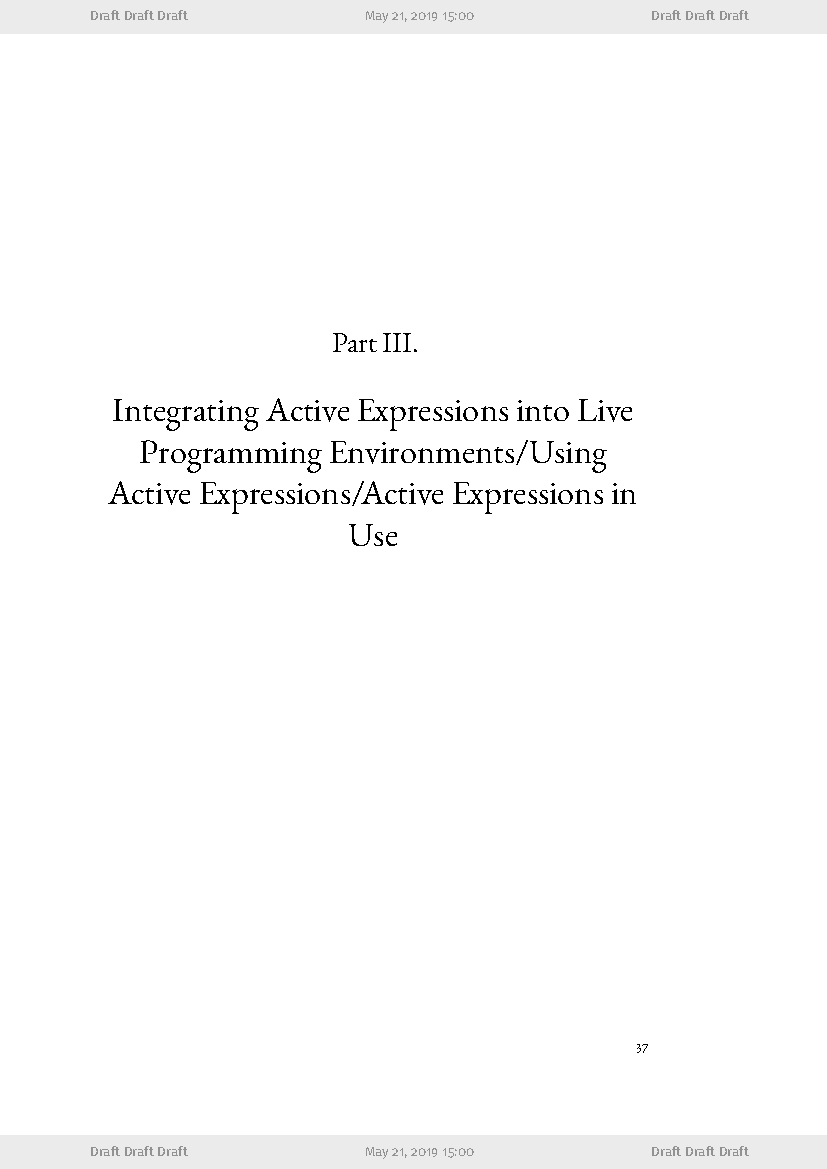 Draft Draft Draft May 21, 2019 15:00 Draft Draft Draft
Part III.
Integrating Active Expressions into Live
Programming Environments/Using
Active Expressions/Active Expressions in
Use
37
Draft Draft Draft May 21, 2019 15:00 Draft Draft Draft